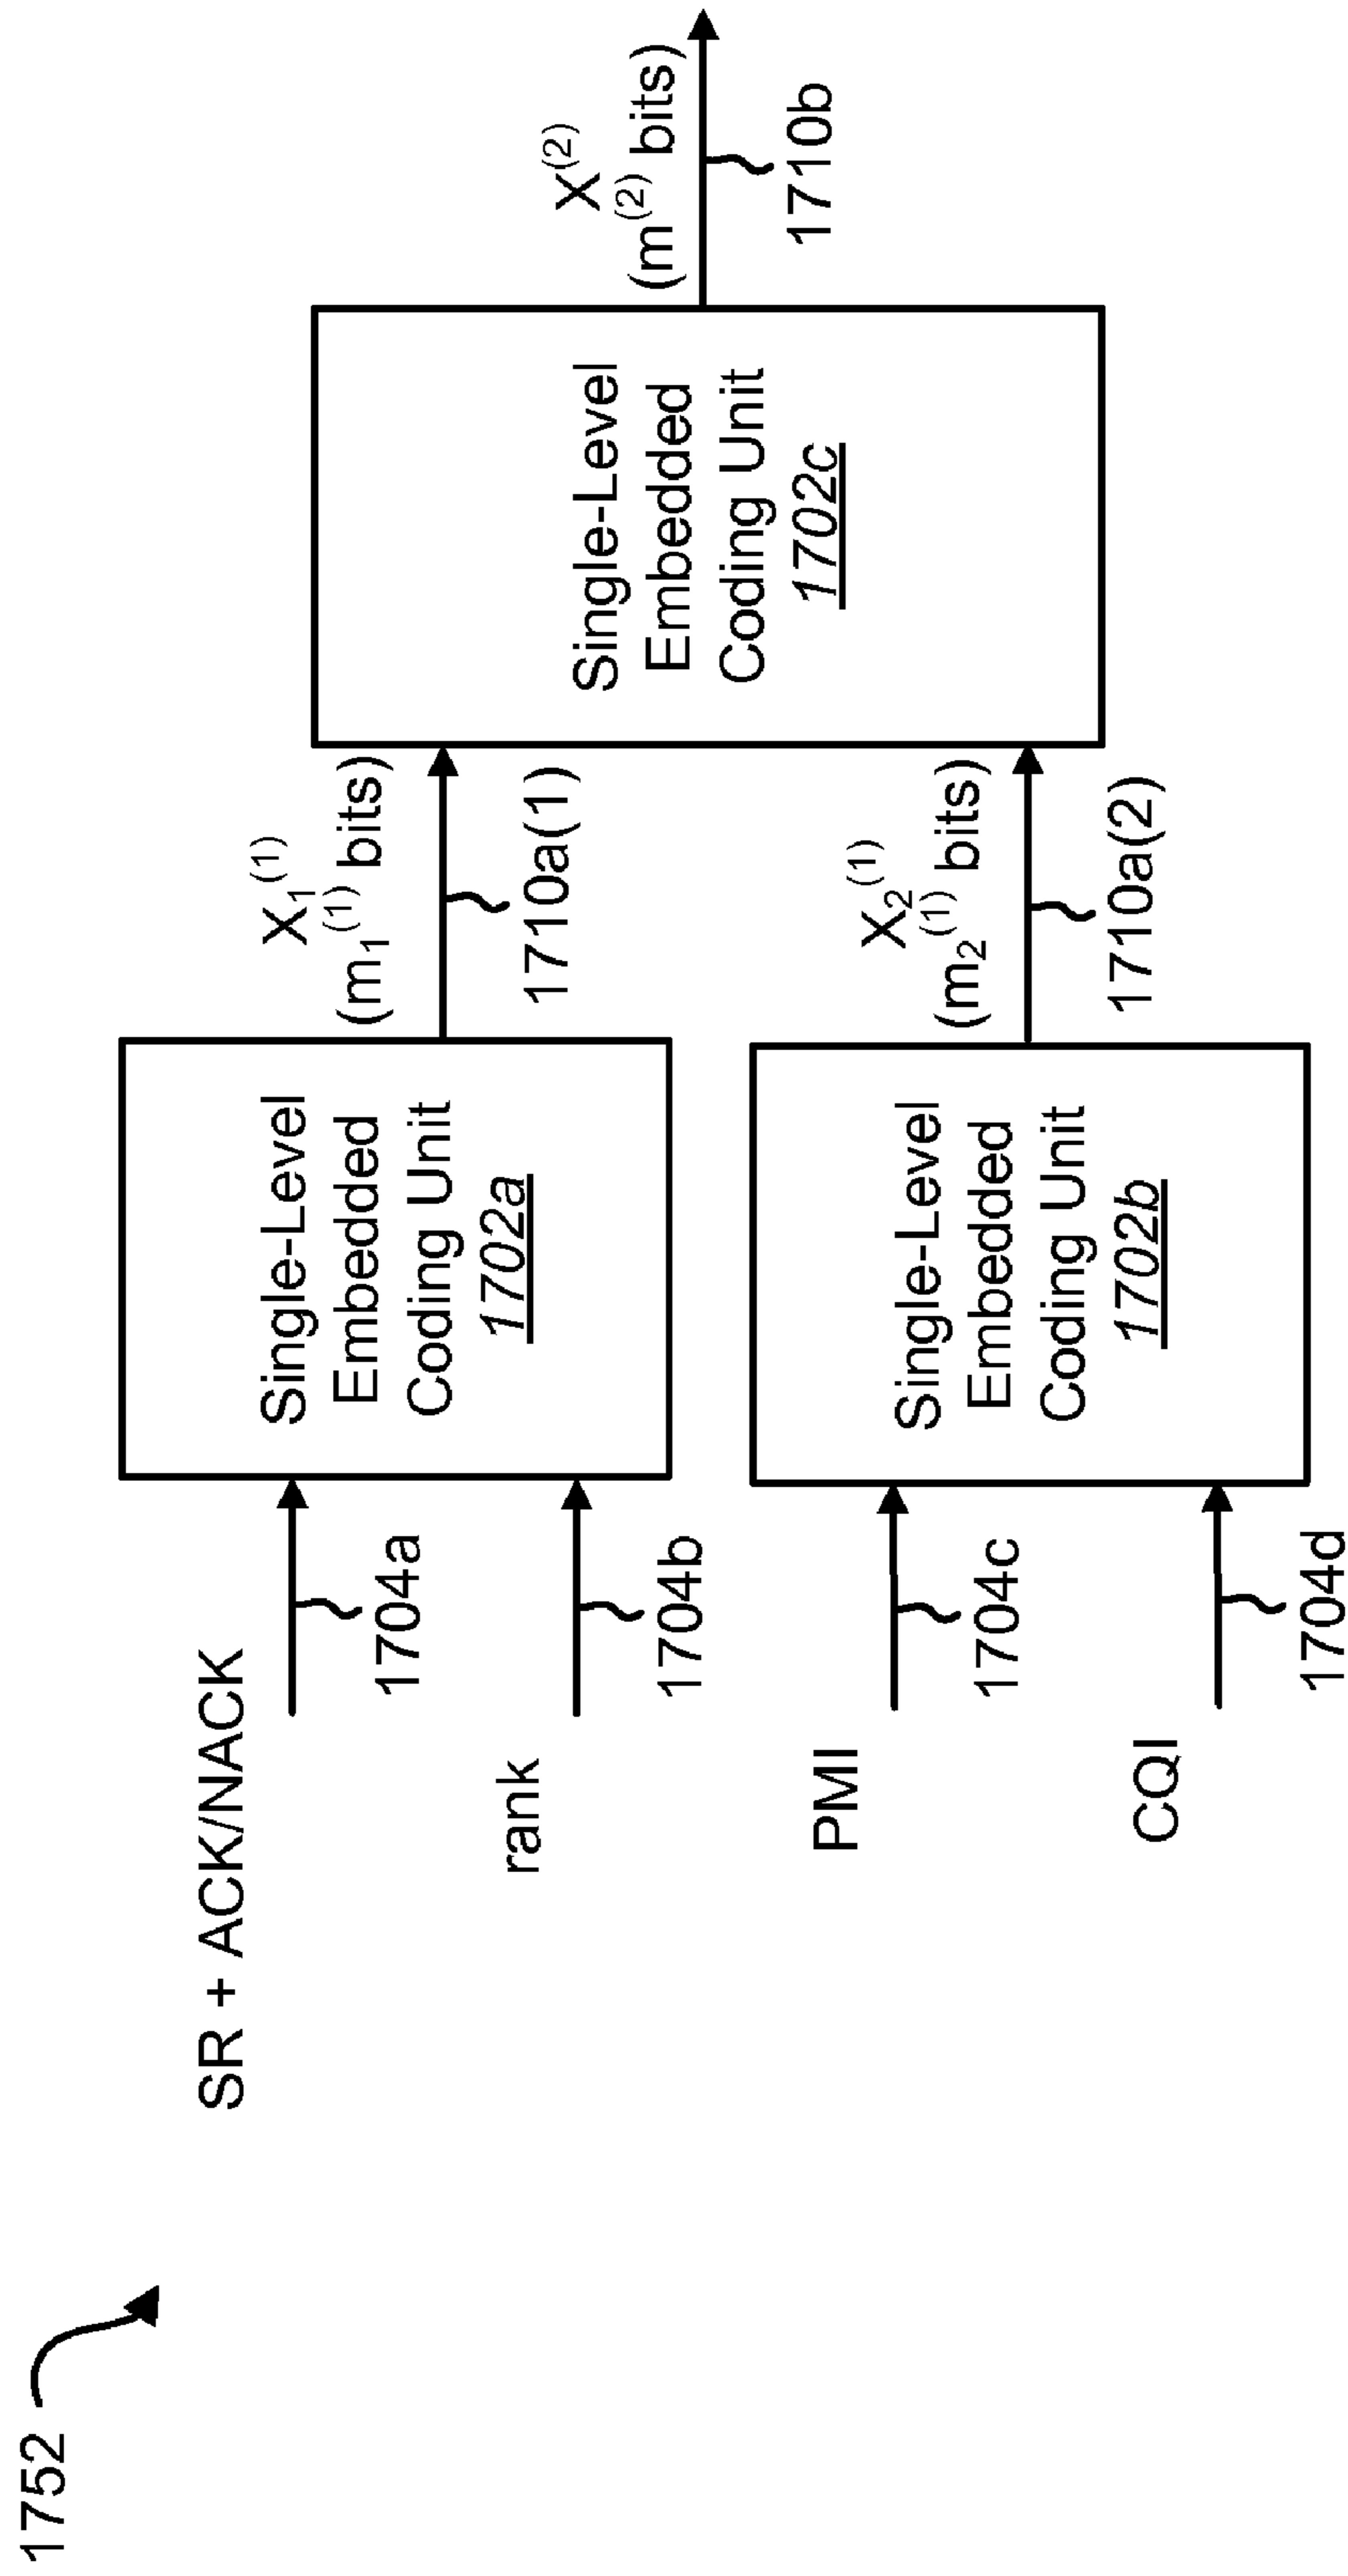 1752
SR + ACK/NACK
1704a
rank
1704b
Single-Level
Embedded
Coding Unit
1702a
X₁⁽¹⁾
(m₁⁽¹⁾ bits)
1710a(1)
PMI
1704c
CQI
1704d
Single-Level
Embedded
Coding Unit
1702b
X₂⁽¹⁾
(m₂⁽¹⁾ bits)
1710a(2)
Single-Level
Embedded
Coding Unit
1702c
X⁽²⁾
(m⁽²⁾ bits)
1710b